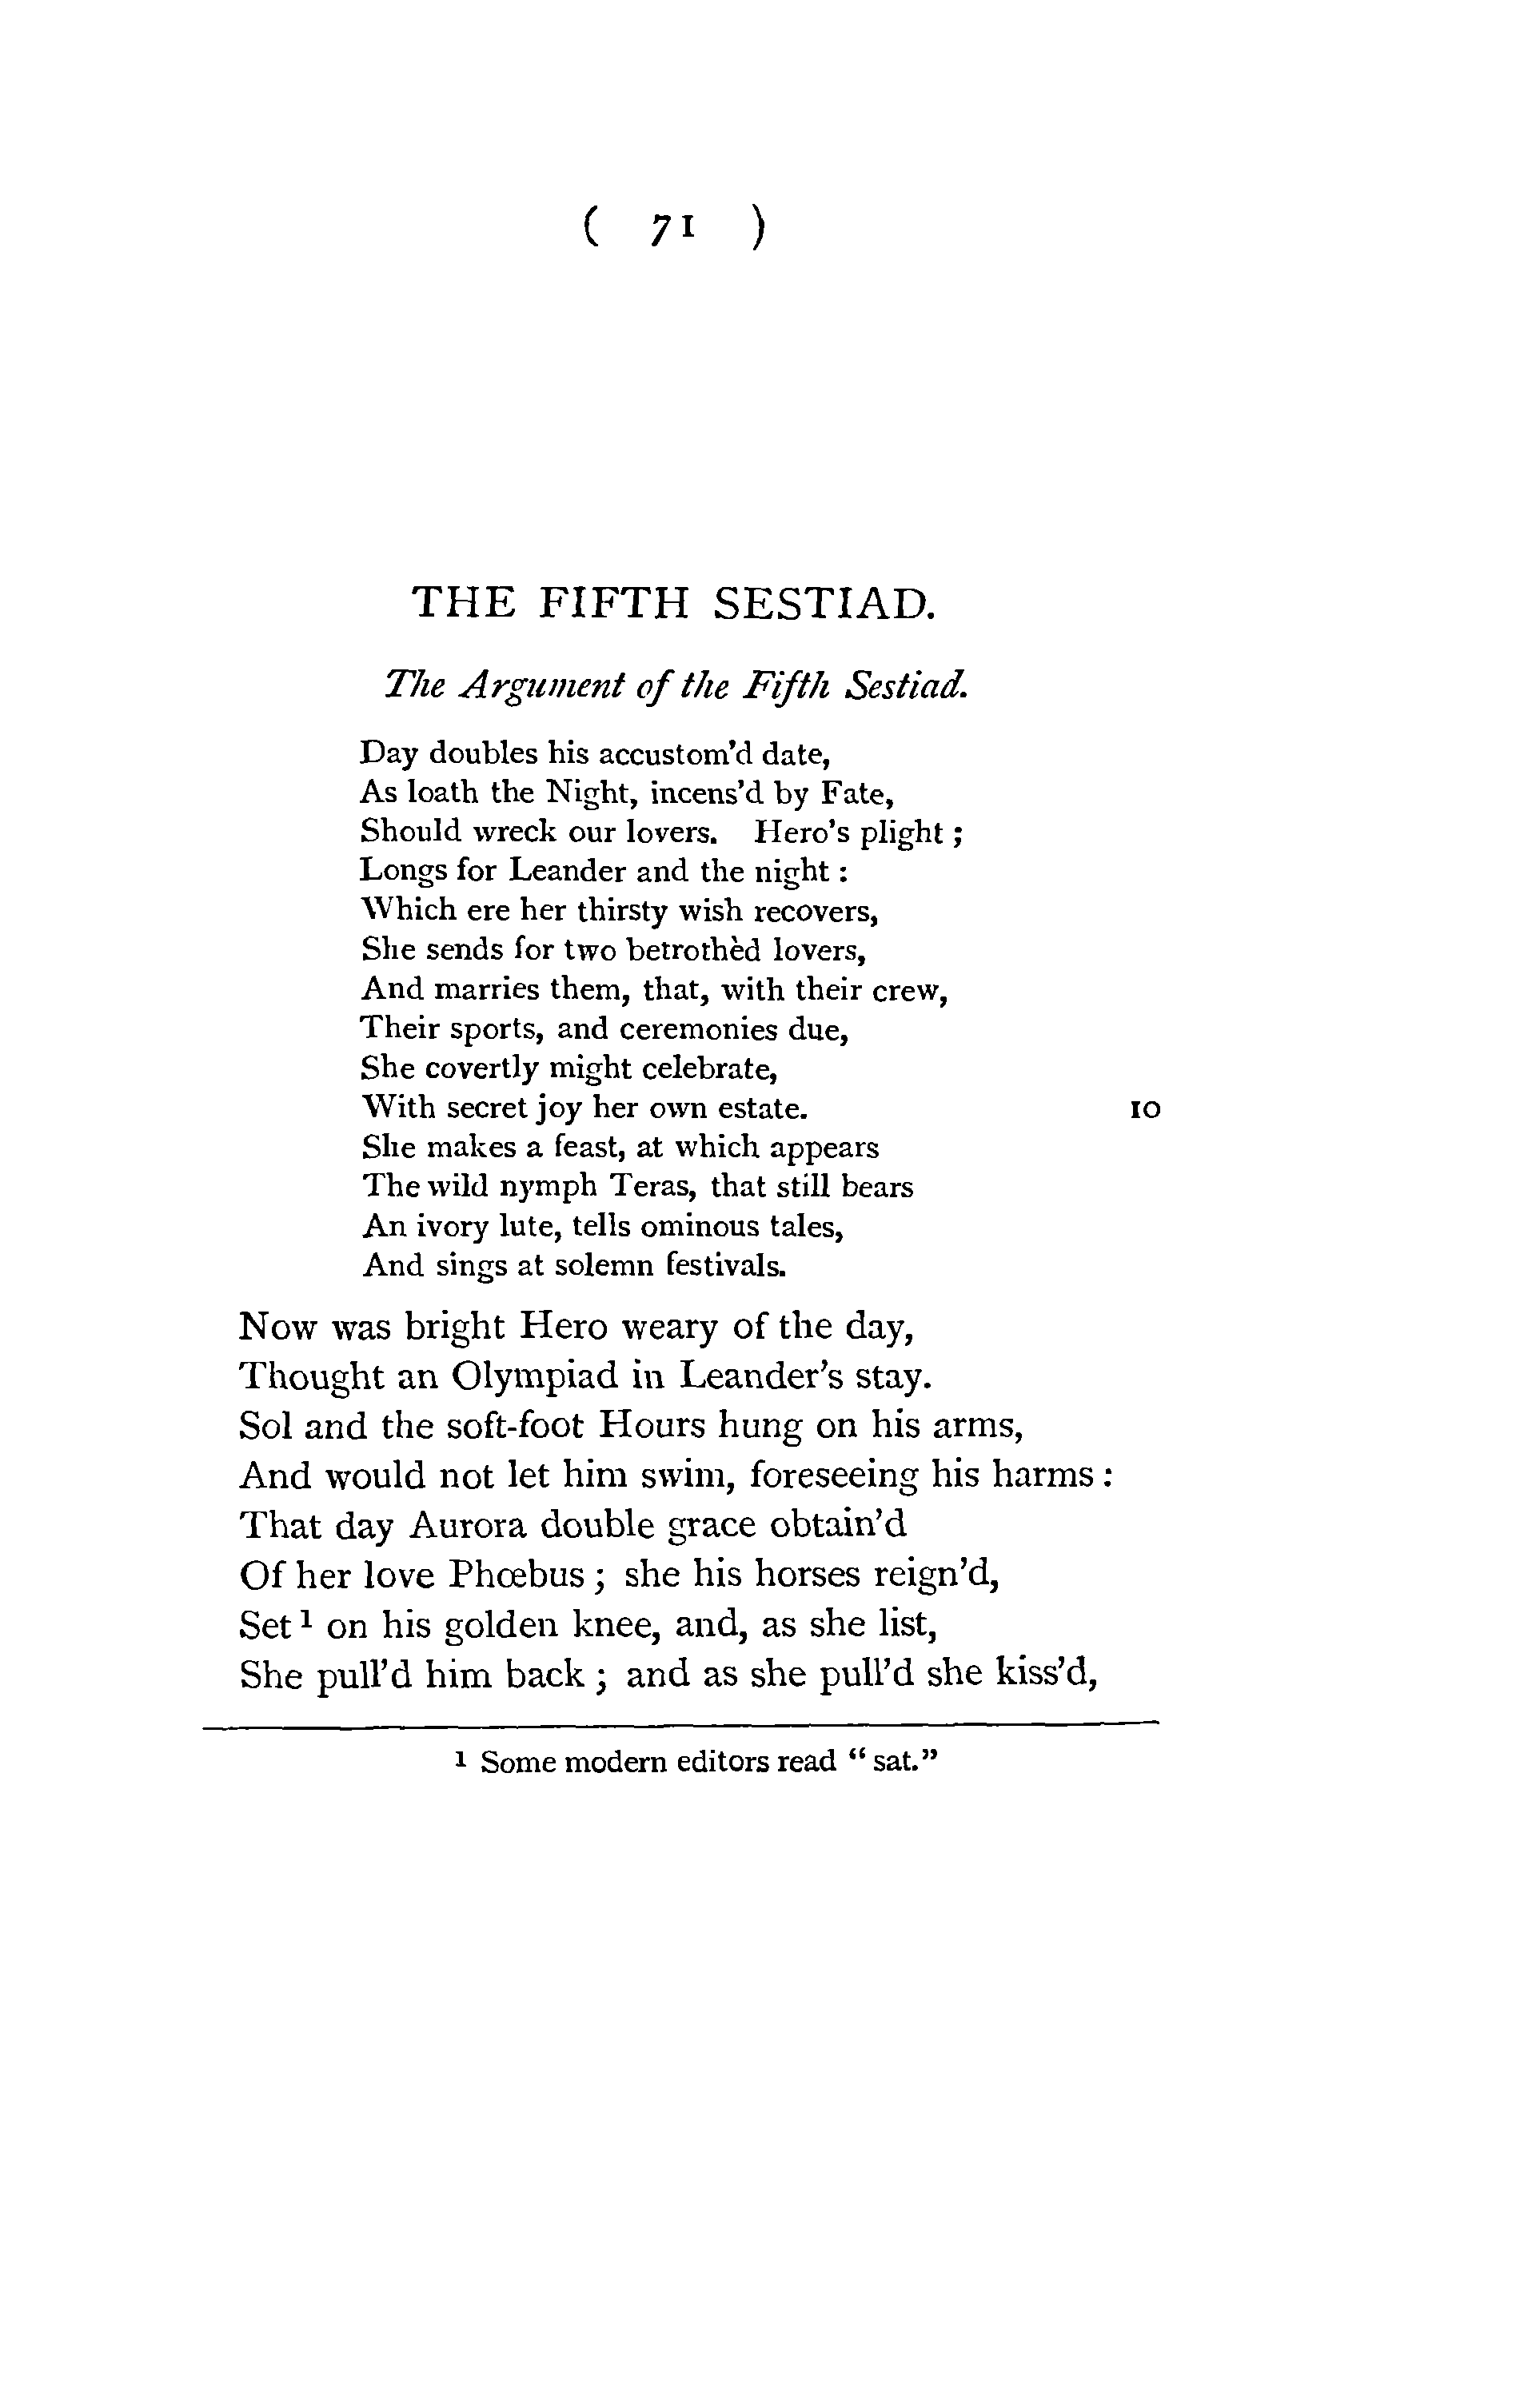 ( 71 )
THE FIFTH SESTIAD.
The Argument of the Fifth Sestiad.
Day doubles his accustom'd date,
As loath the Night, incens'd by Fate,
Should wreck our lovers. Hero's plight ;
Longs for Leander and the night :
Which ere her thirsty wish recovers,
She sends for two betrothèd lovers,
And marries them, that, with their crew,
Their sports, and ceremonies due,
She covertly might celebrate,
With secret joy her own estate. 10
She makes a feast, at which appears
The wild nymph Teras, that still bears
An ivory lute, tells ominous tales,
And sings at solemn festivals.
Now was bright Hero weary of the day,
Thought an Olympiad in Leander's stay.
Sol and the soft-foot Hours hung on his arms,
And would not let him swim, foreseeing his harms :
That day Aurora double grace obtain'd
Of her love Phœbus ; she his horses reign'd,
Set 1 on his golden knee, and, as she list,
She pull'd him back ; and as she pull'd she kiss'd,
1 Some modern editors read “ sat.”